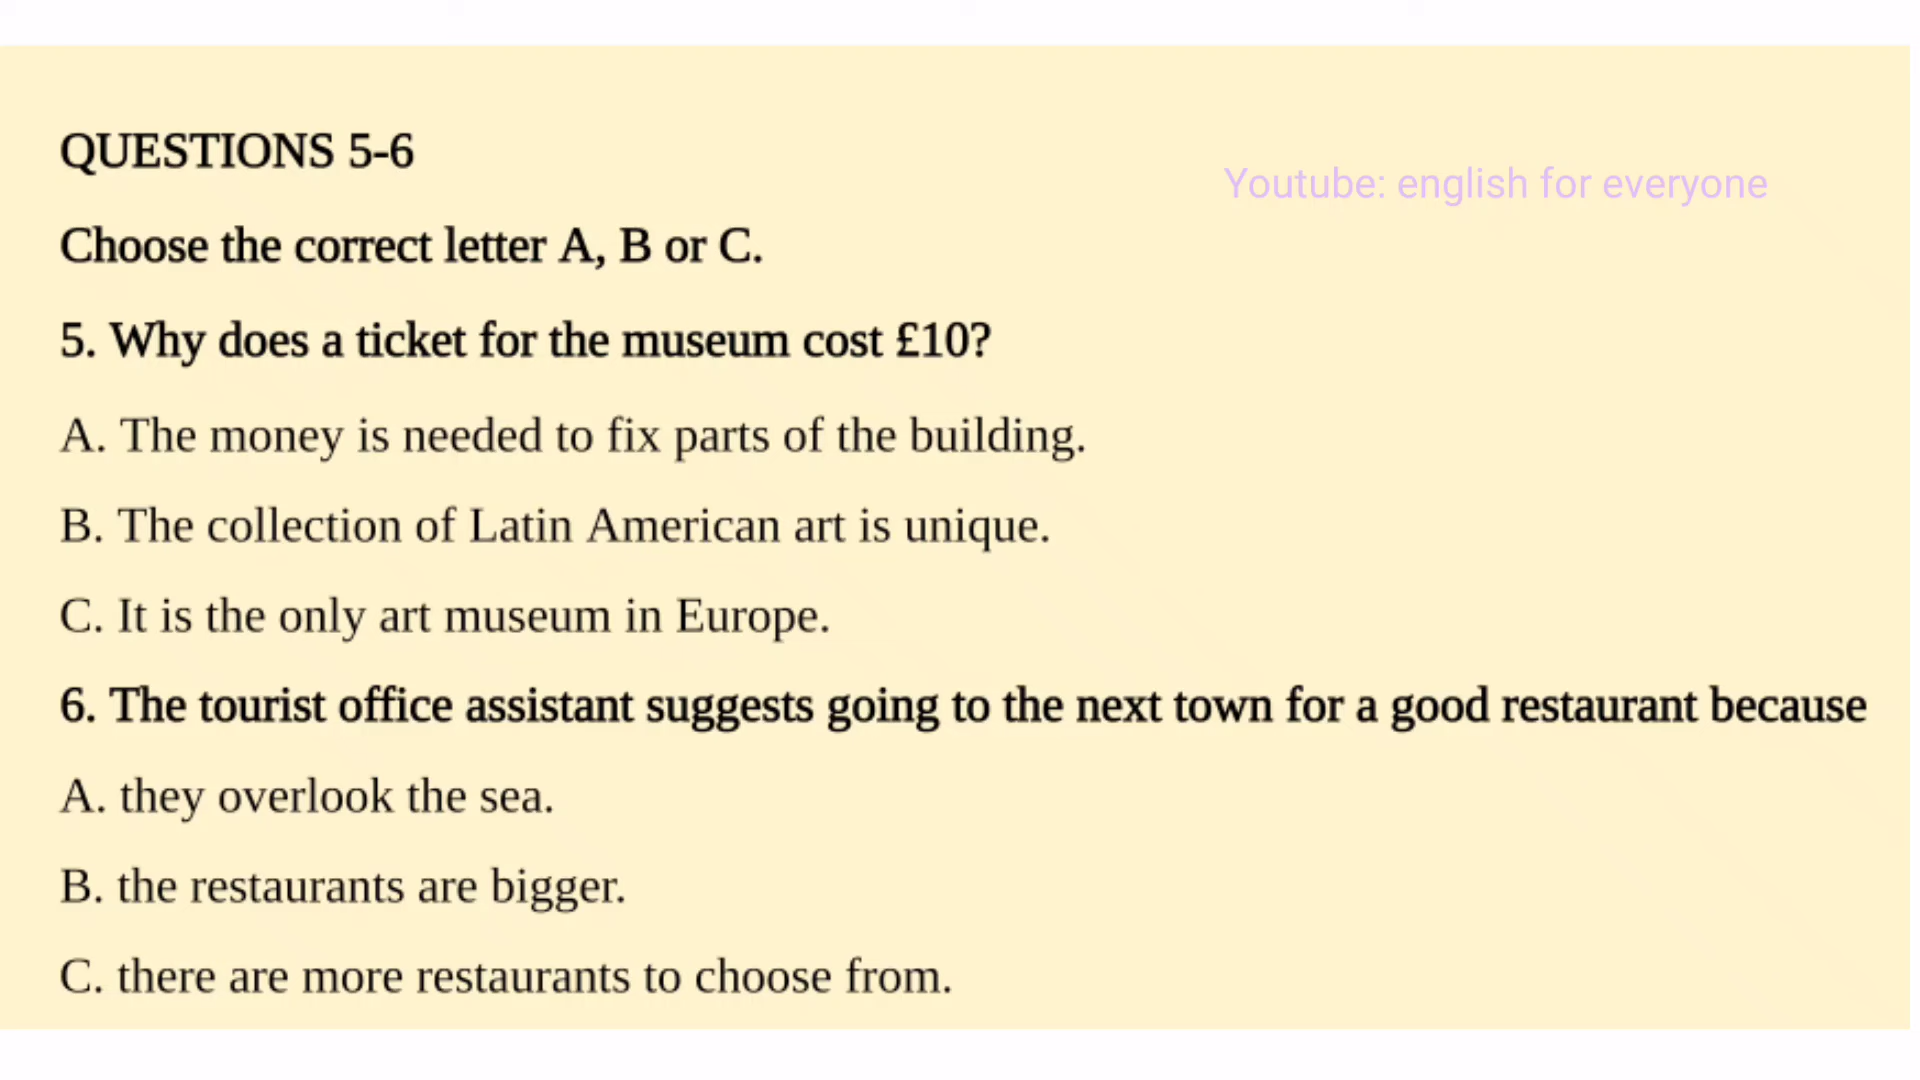 QUESTIONS 5-6
Youtube: english for everyone
Choose the correct letter A, B or C.
5. Why does a ticket for the museum cost £10?
A. The money is needed to fix parts of the building.
B. The collection of Latin American art is unique.
C. It is the only art museum in Europe.
6. The tourist office assistant suggests going to the next town for a good restaurant because
A. they overlook the sea.
B. the restaurants are bigger.
C. there are more restaurants to choose from.